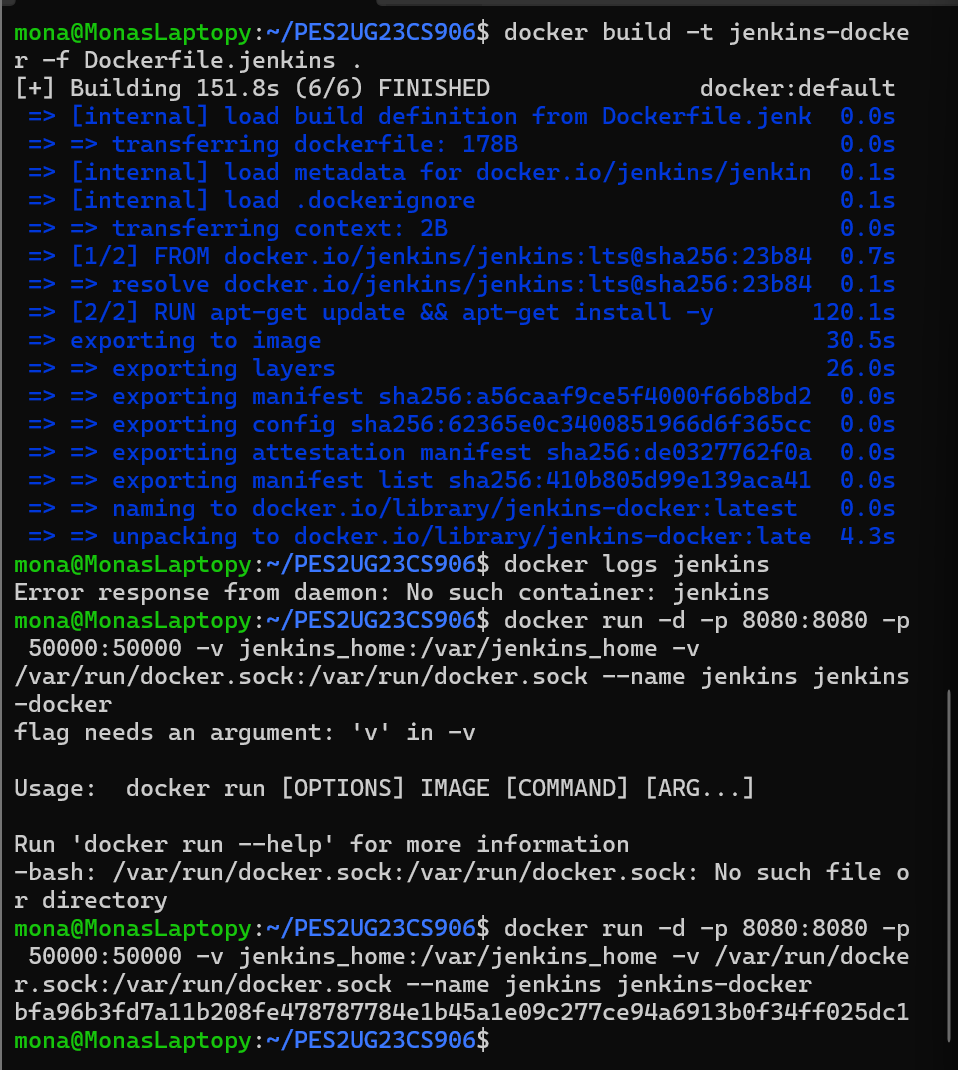 mona@MonasLaptopy:~/PES2UG23CS906$ docker build -t jenkins-docke
r -f Dockerfile.jenkins .
[+] Building 151.8s (6/6) FINISHED               docker:default
 => [internal] load build definition from Dockerfile.jenk  0.0s
 => => transferring dockerfile: 178B                       0.0s
 => [internal] load metadata for docker.io/jenkins/jenkin  0.1s
 => [internal] load .dockerignore                          0.1s
 => => transferring context: 2B                            0.0s
 => [1/2] FROM docker.io/jenkins/jenkins:lts@sha256:23b84  0.7s
 => => resolve docker.io/jenkins/jenkins:lts@sha256:23b84  0.1s
 => [2/2] RUN apt-get update && apt-get install -y       120.1s
 => exporting to image                                    30.5s
 => => exporting layers                                   26.0s
 => => exporting manifest sha256:a56caaf9ce5f4000f66b8bd2  0.0s
 => => exporting config sha256:62365e0c3400851966d6f365cc  0.0s
 => => exporting attestation manifest sha256:de0327762f0a  0.0s
 => => exporting manifest list sha256:410b805d99e139aca41  0.0s
 => => naming to docker.io/library/jenkins-docker:latest   0.0s
 => => unpacking to docker.io/library/jenkins-docker:late  4.3s
mona@MonasLaptopy:~/PES2UG23CS906$ docker logs jenkins
Error response from daemon: No such container: jenkins
mona@MonasLaptopy:~/PES2UG23CS906$ docker run -d -p 8080:8080 -p
 50000:50000 -v jenkins_home:/var/jenkins_home -v
/var/run/docker.sock:/var/run/docker.sock --name jenkins jenkins
-docker
flag needs an argument: 'v' in -v

Usage:  docker run [OPTIONS] IMAGE [COMMAND] [ARG...]

Run 'docker run --help' for more information
-bash: /var/run/docker.sock:/var/run/docker.sock: No such file o
r directory
mona@MonasLaptopy:~/PES2UG23CS906$ docker run -d -p 8080:8080 -p
 50000:50000 -v jenkins_home:/var/jenkins_home -v /var/run/docke
r.sock:/var/run/docker.sock --name jenkins jenkins-docker
bfa96b3fd7a11b208fe478787784e1b45a1e09c277ce94a6913b0f34ff025dc1
mona@MonasLaptopy:~/PES2UG23CS906$